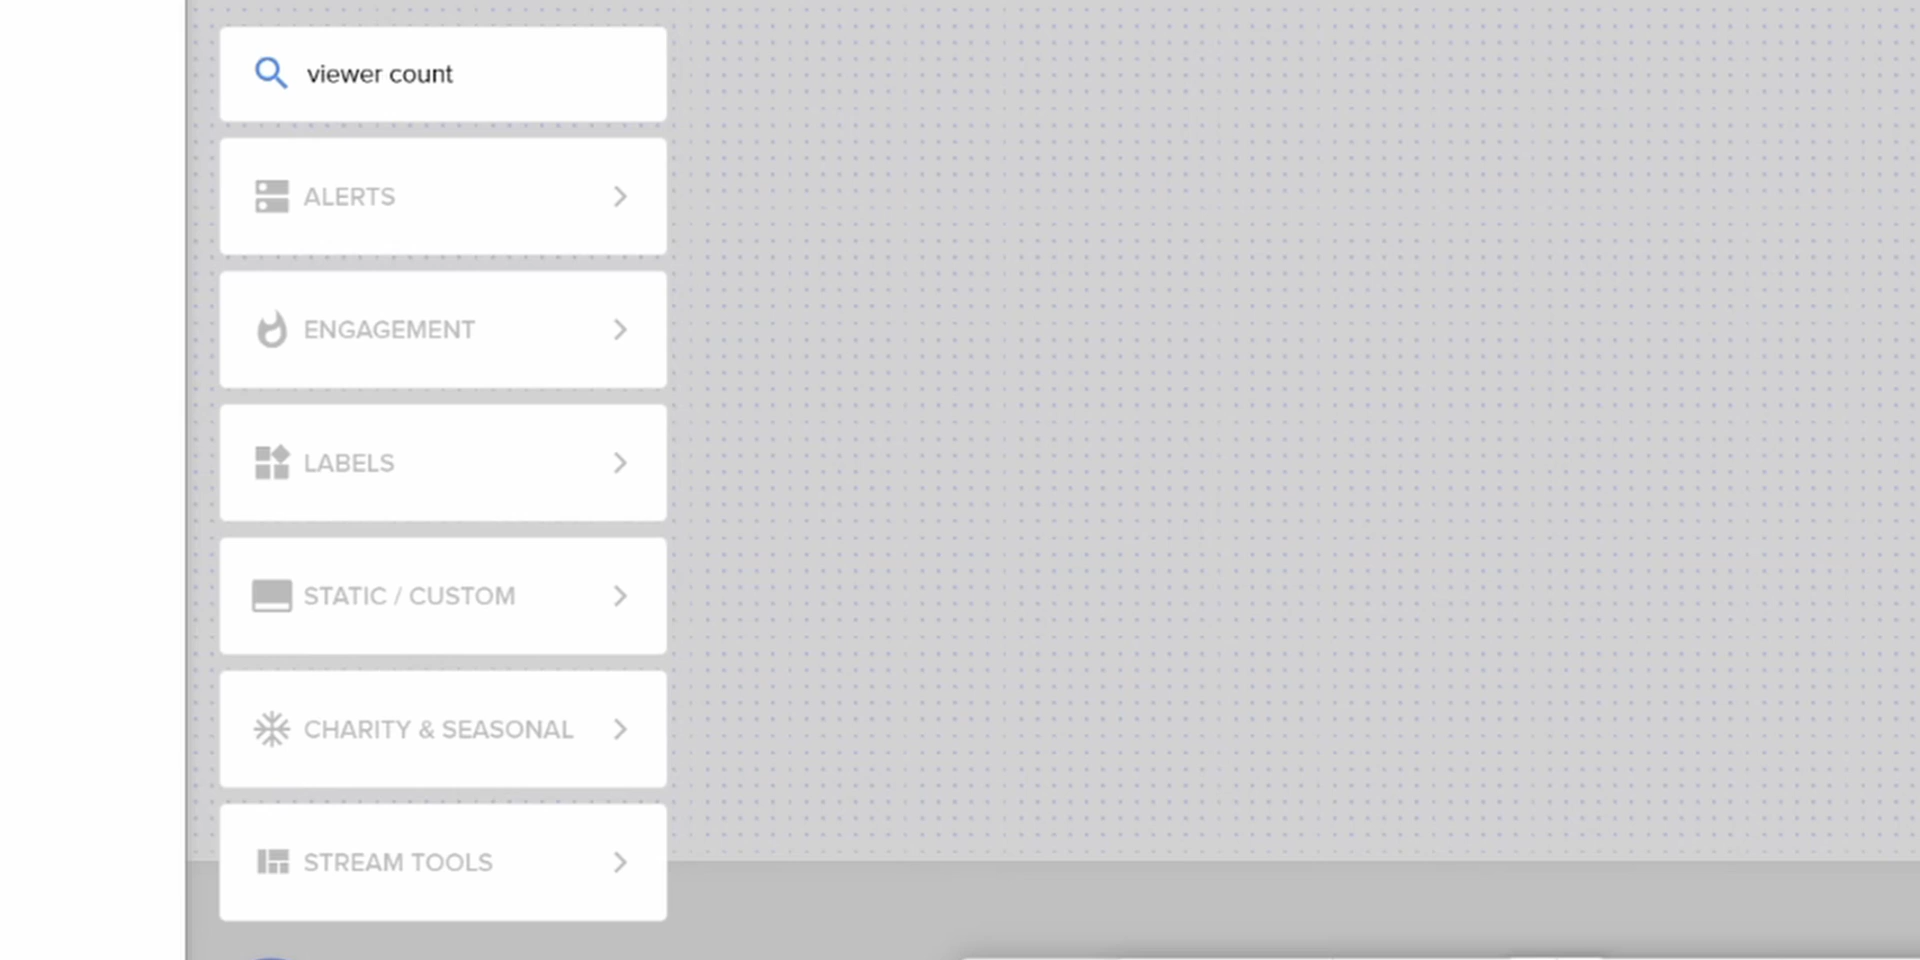 viewer count
ALERTS
ENGAGEMENT
LABELS
STATIC / CUSTOM
CHARITY & SEASONAL
STREAM TOOLS